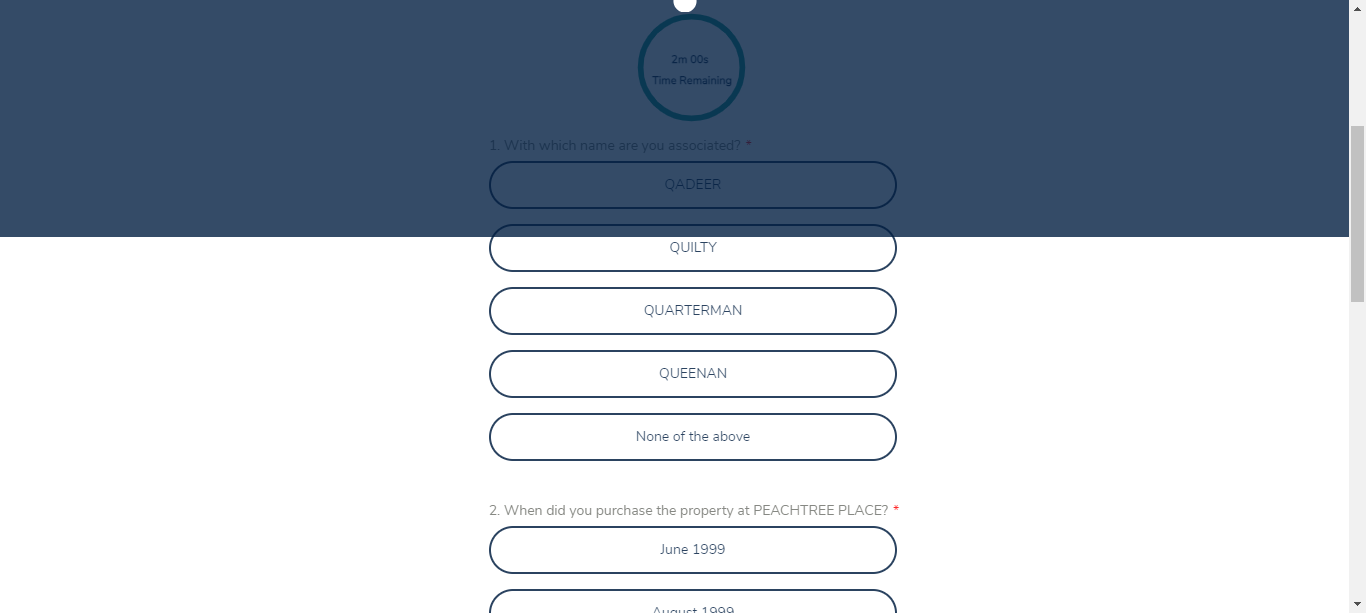 2m 00s
Time Remaining
1. With which name are you associated? *
QADEER
QUILTY
QUARTERMAN
QUEENAN
None of the above
2. When did you purchase the property at PEACHTREE PLACE? *
June 1999
August 1999